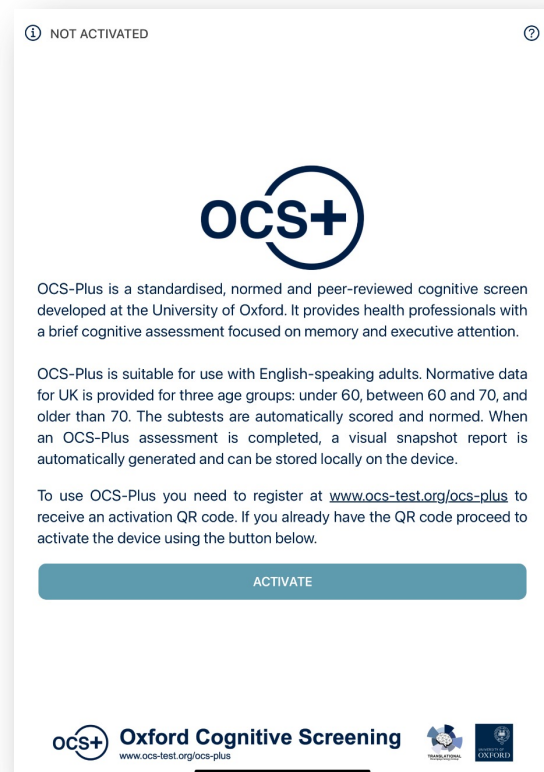 NOT ACTIVATED
OCS+
OCS-Plus is a standardised, normed and peer-reviewed cognitive screen
developed at the University of Oxford. It provides health professionals with
a brief cognitive assessment focused on memory and executive attention.
OCS-Plus is suitable for use with English-speaking adults. Normative data
for UK is provided for three age groups: under 60, between 60 and 70, and
older than 70. The subtests are automatically scored and normed. When
an OCS-Plus assessment is completed, a visual snapshot report is
automatically generated and can be stored locally on the device.
To use OCS-Plus you need to register at www.ocs-test.org/ocs-plus to
receive an activation QR code. If you already have the QR code proceed to
activate the device using the button below.
ACTIVATE
OCS+
Oxford Cognitive Screening
www.ocs-test.org/ocs-plus
TRANSLATIONAL
UNIVERSITY OF
OXFORD